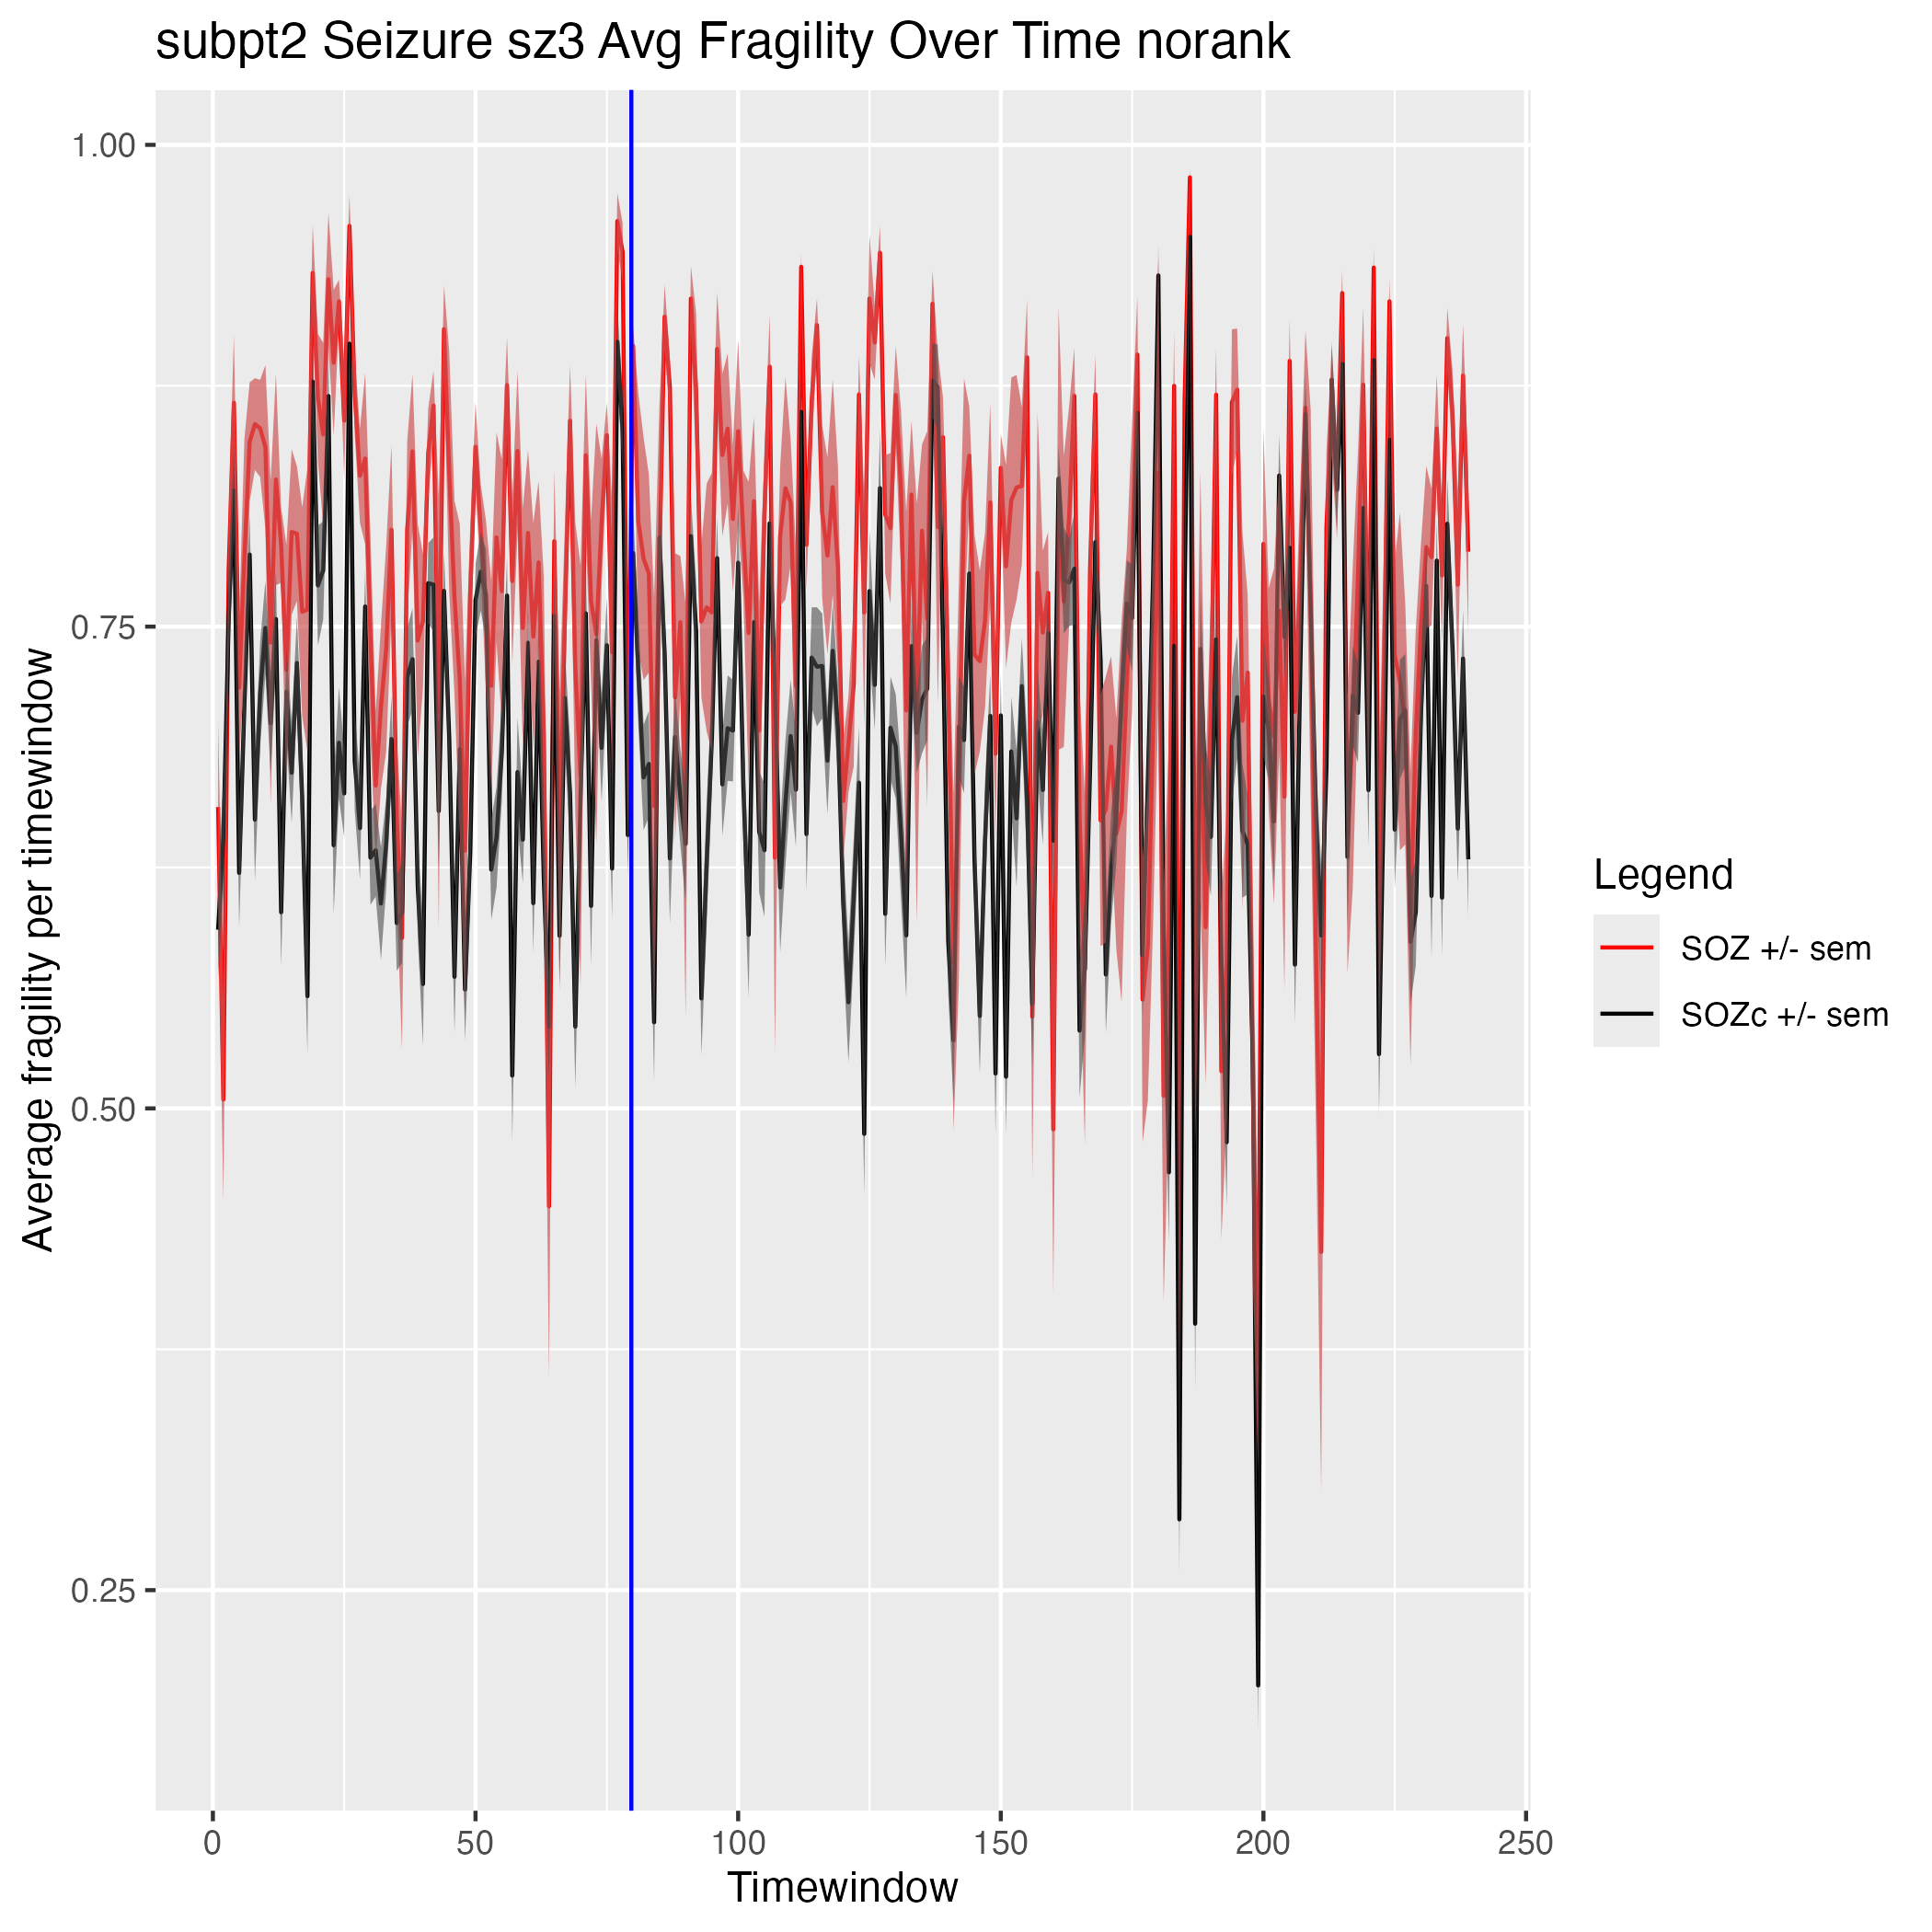 subpt2 Seizure sz3 Avg Fragility Over Time norank
1.00
0.75
0.50
0.25
Average fragility per timewindow
0 50 100 150 200 250
Timewindow
Legend
SOZ +/- sem
SOZc +/- sem